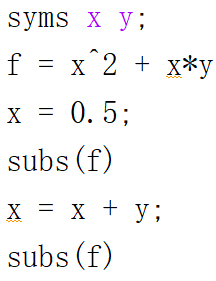 syms x y;
f = x^2 + x*y
x = 0.5;
subs(f)
x = x + y;
subs(f)